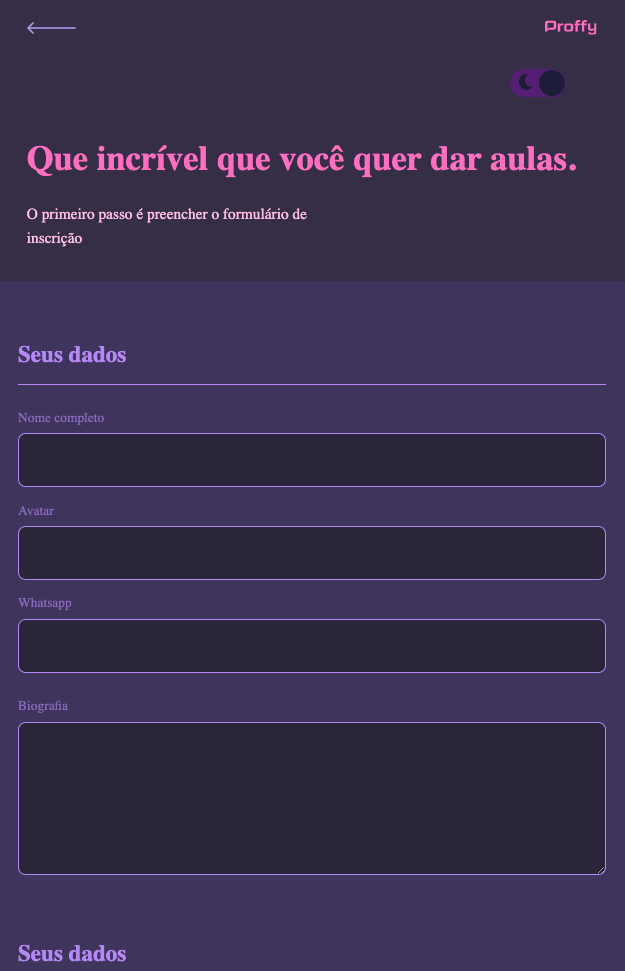 Proffy
Que incrível que você quer dar aulas.
O primeiro passo é preencher o formulário de
inscrição
Seus dados
Nome completo
Avatar
Whatsapp
Biografia
Seus dados